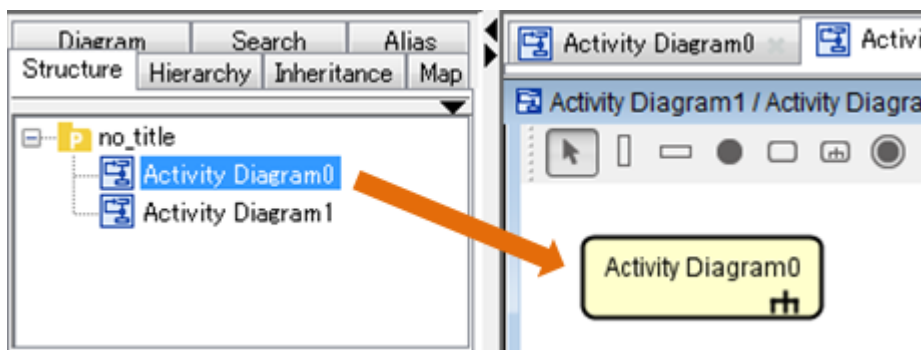 Diagram Search Alias
Structure Hierarchy Inheritance Map
P no_title
Activity Diagram0
Activity Diagram1
Activity Diagram0 Activi
Activity Diagram1 / Activity Diagra
Activity Diagram0